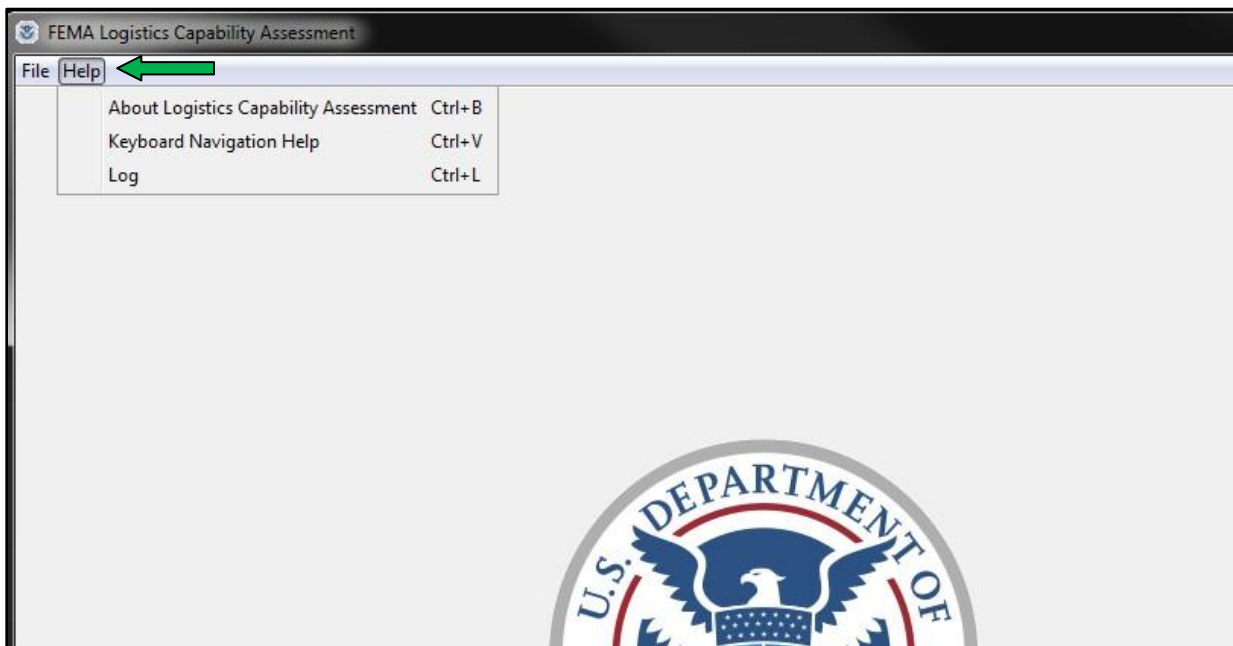 FEMA Logistics Capability Assessment
File Help
About Logistics Capability Assessment Ctrl+B
Keyboard Navigation Help Ctrl+V
Log Ctrl+L
U.S. DEPARTMENT OF